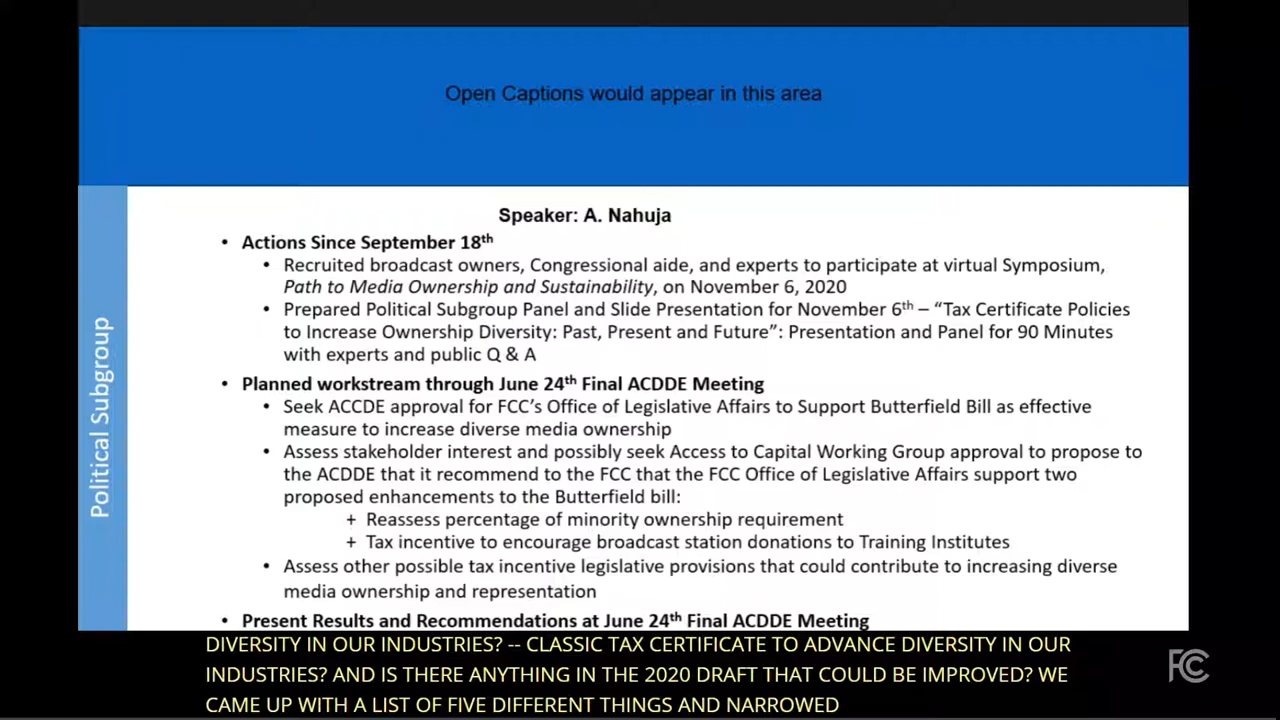 Open Captions would appear in this area
Political Subgroup
Speaker: A. Nahuja
• Actions Since September 18th
• Recruited broadcast owners, Congressional aide, and experts to participate at virtual Symposium,
Path to Media Ownership and Sustainability, on November 6, 2020
• Prepared Political Subgroup Panel and Slide Presentation for November 6th – “Tax Certificate Policies
to Increase Ownership Diversity: Past, Present and Future”: Presentation and Panel for 90 Minutes
with experts and public Q & A
• Planned workstream through June 24th Final ACDDE Meeting
• Seek ACCDE approval for FCC's Office of Legislative Affairs to Support Butterfield Bill as effective
measure to increase diverse media ownership
• Assess stakeholder interest and possibly seek Access to Capital Working Group approval to propose to
the ACDDE that it recommend to the FCC that the FCC Office of Legislative Affairs support two
proposed enhancements to the Butterfield bill:
+ Reassess percentage of minority ownership requirement
+ Tax incentive to encourage broadcast station donations to Training Institutes
• Assess other possible tax incentive legislative provisions that could contribute to increasing diverse
media ownership and representation
• Present Results and Recommendations at June 24th Final ACDDE Meeting
DIVERSITY IN OUR INDUSTRIES? -- CLASSIC TAX CERTIFICATE TO ADVANCE DIVERSITY IN OUR
INDUSTRIES? AND IS THERE ANYTHING IN THE 2020 DRAFT THAT COULD BE IMPROVED? WE
CAME UP WITH A LIST OF FIVE DIFFERENT THINGS AND NARROWED
FCC